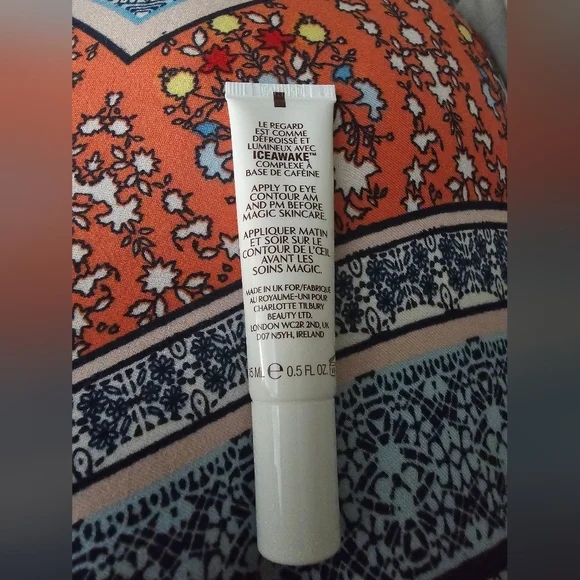 LE REGARD
EST COMME
DÉFROISSÉ ET
LUMINEUX AVEC
ICEAWAKE™
COMPLEXE À
BASE DE CAFÉINE
APPLY TO EYE
CONTOUR AM
AND PM BEFORE
MAGIC SKINCARE.
APPLIQUER MATIN
ET SOIR SUR LE
CONTOUR DE L'ŒIL
AVANT LES
SOINS MAGIC.
MADE IN UK FOR/FABRIQUÉ
AU ROYAUME-UNI POUR
CHARLOTTE TILBURY
BEAUTY LTD.
LONDON WC2R 2ND, UK
D07 N5YH, IRELAND
ML ℮ 0.5 FL OZ.